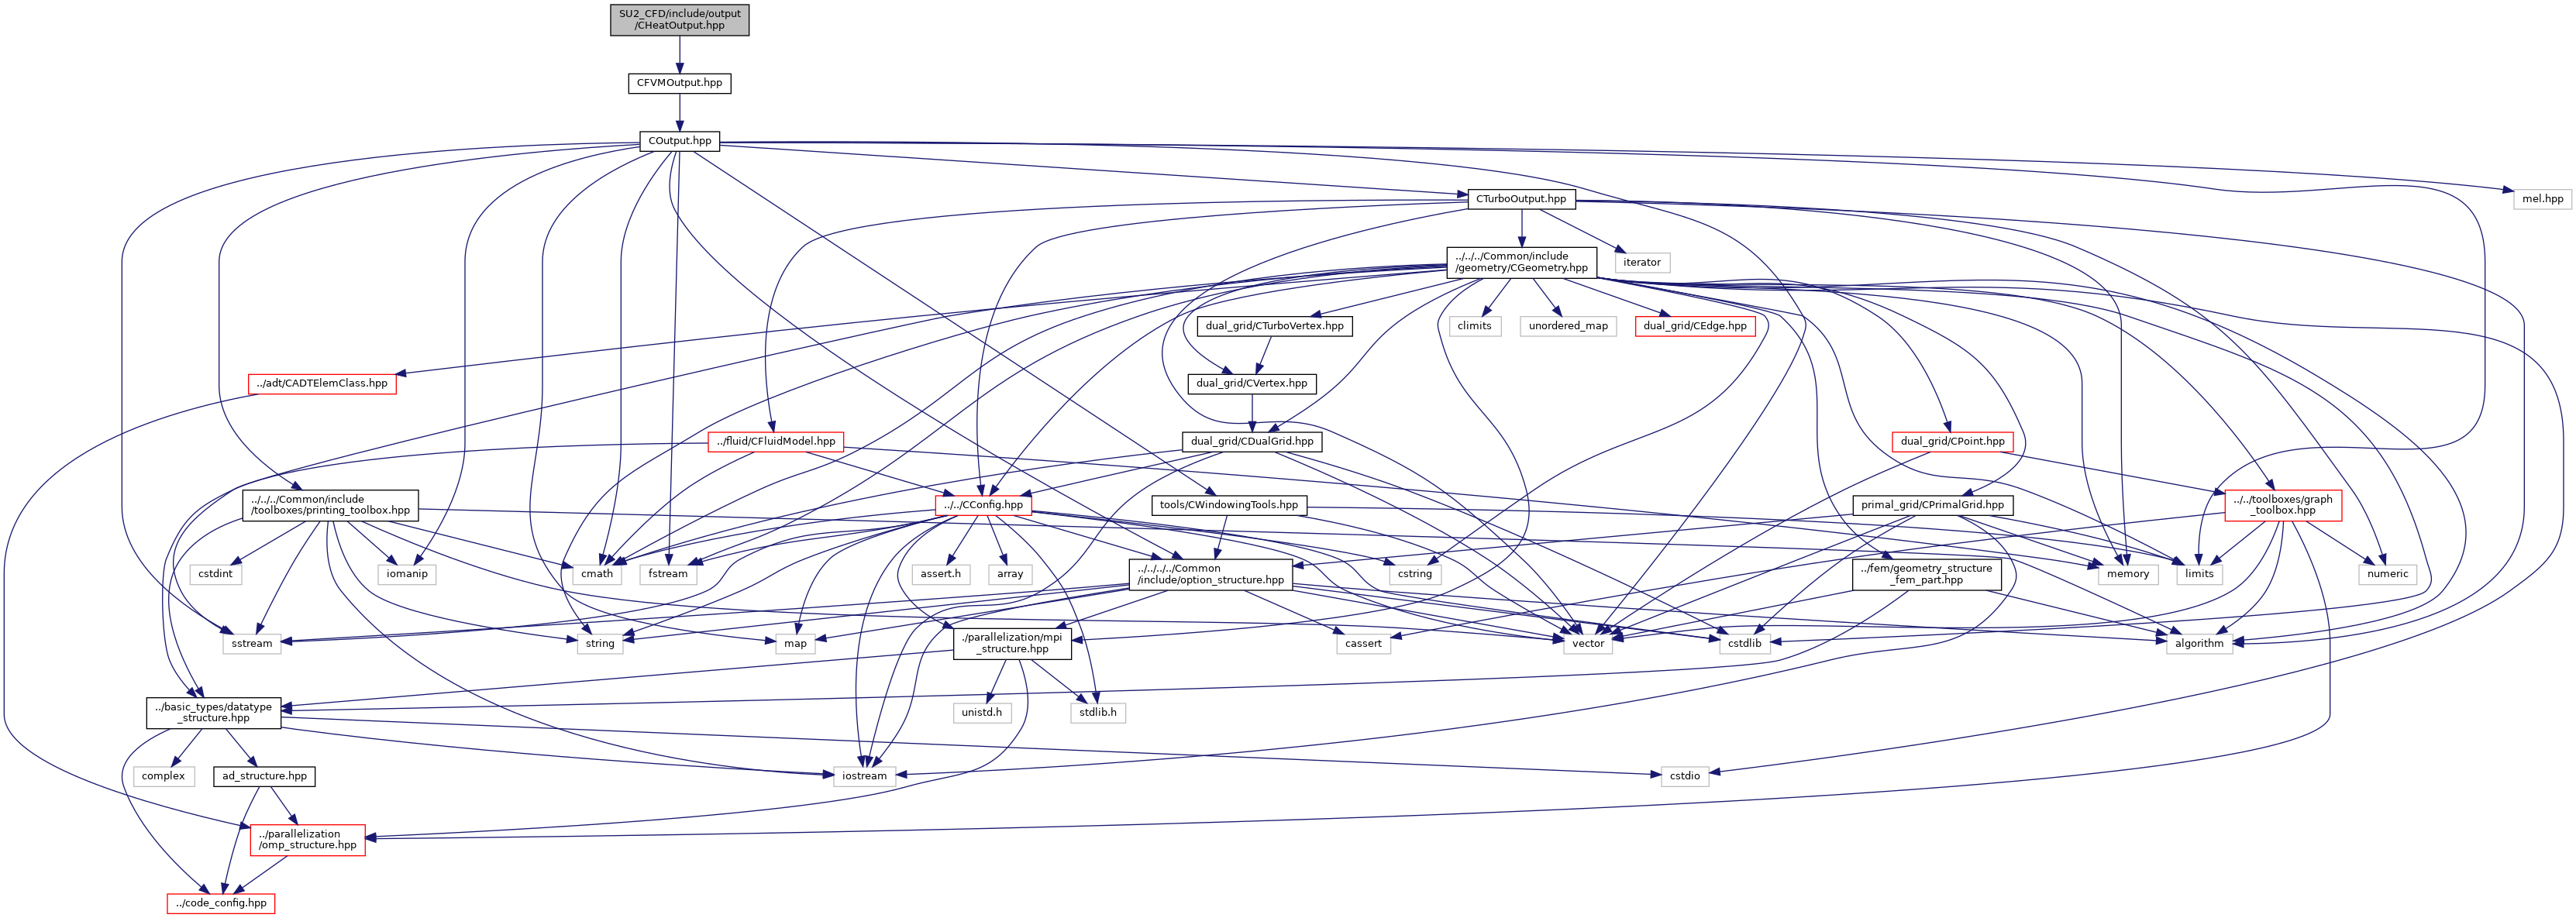 SU2_CFD/include/output
/CHeatOutput.hpp
CFVMOutput.hpp
COutput.hpp
CTurboOutput.hpp
mel.hpp
../../../Common/include
/geometry/CGeometry.hpp
iterator
dual_grid/CTurboVertex.hpp
climits
unordered_map
dual_grid/CEdge.hpp
../adt/CADTElemClass.hpp
dual_grid/CVertex.hpp
../fluid/CFluidModel.hpp
dual_grid/CDualGrid.hpp
dual_grid/CPoint.hpp
../../../Common/include
/toolboxes/printing_toolbox.hpp
../../CConfig.hpp
tools/CWindowingTools.hpp
primal_grid/CPrimalGrid.hpp
../../toolboxes/graph
_toolbox.hpp
cstdint
iomanip
cmath
fstream
assert.h
array
../../../../Common
/include/option_structure.hpp
cstring
../fem/geometry_structure
_fem_part.hpp
memory
limits
numeric
sstream
string
map
./parallelization/mpi
_structure.hpp
cassert
vector
cstdlib
algorithm
../basic_types/datatype
_structure.hpp
unistd.h
stdlib.h
complex
ad_structure.hpp
iostream
cstdio
../parallelization
/omp_structure.hpp
../code_config.hpp